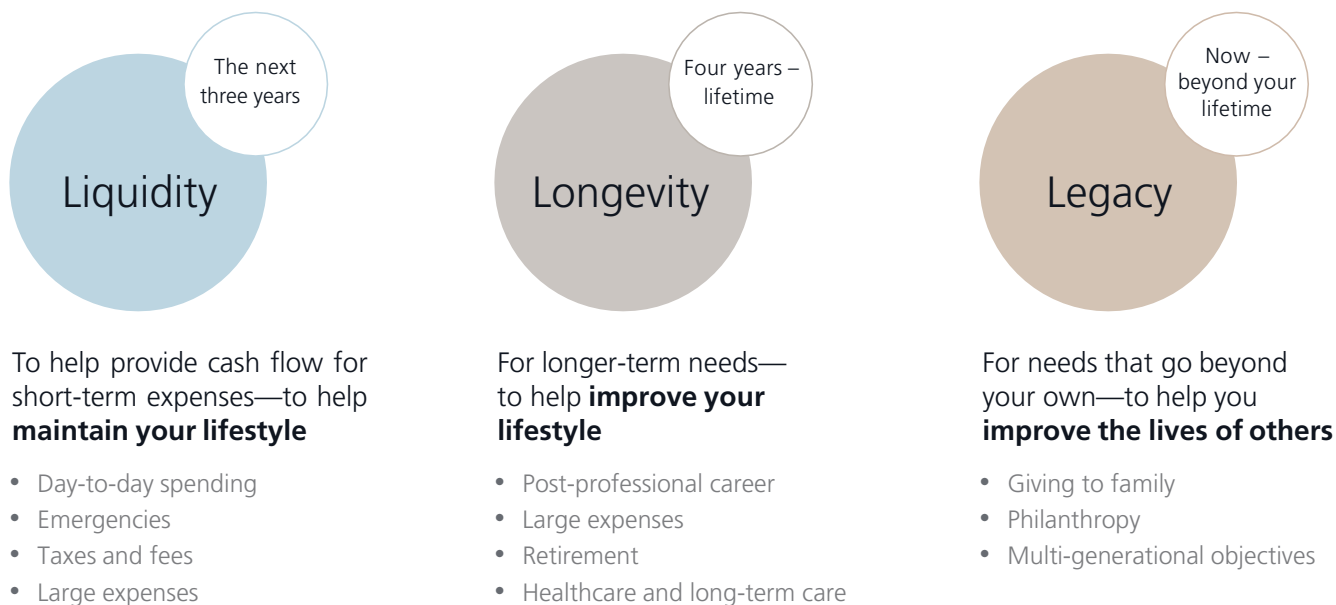 The next
three years
Liquidity
To help provide cash flow for
short-term expenses—to help
maintain your lifestyle
• Day-to-day spending
• Emergencies
• Taxes and fees
• Large expenses
Four years –
lifetime
Longevity
For longer-term needs—
to help improve your
lifestyle
• Post-professional career
• Large expenses
• Retirement
• Healthcare and long-term care
Now –
beyond your
lifetime
Legacy
For needs that go beyond
your own—to help you
improve the lives of others
• Giving to family
• Philanthropy
• Multi-generational objectives